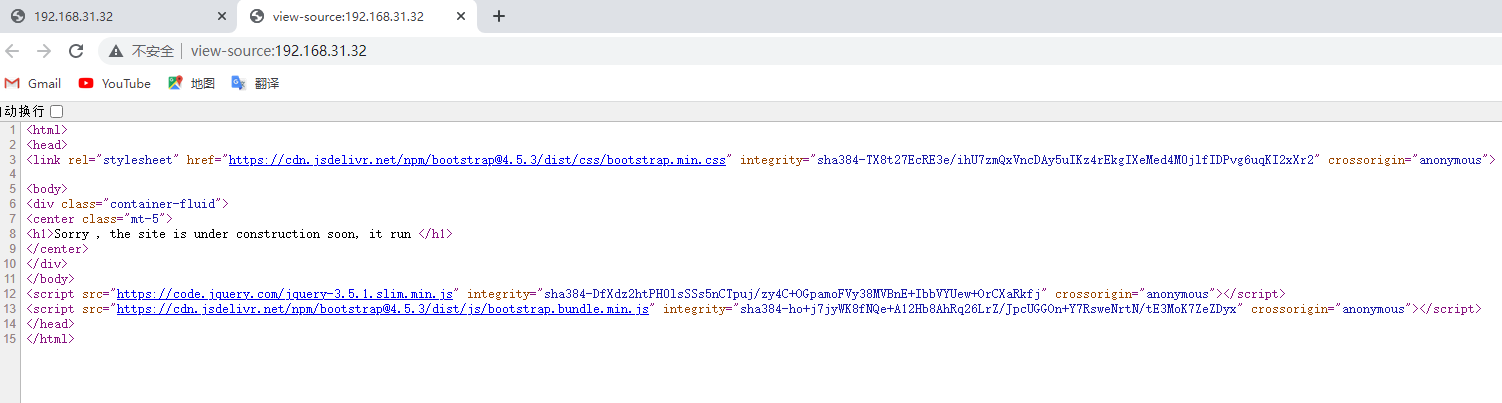 192.168.31.32
view-source:192.168.31.32
不安全 view-source:192.168.31.32
Gmail YouTube 地图 翻译
自动换行
1 <html>
2 <head>
3 <link rel="stylesheet" href="https://cdn.jsdelivr.net/npm/bootstrap@4.5.3/dist/css/bootstrap.min.css" integrity="sha384-TX8t27EcRE3e/ihU7zmQxVncDAy5uIKz4rEkgIXeMed4M0jlfIDPvg6uqKI2xXr2" crossorigin="anonymous">
4
5 <body>
6 <div class="container-fluid">
7 <center class="mt-5">
8 <h1>Sorry , the site is under construction soon, it run </h1>
9 </center>
10 </div>
11 </body>
12 <script src="https://code.jquery.com/jquery-3.5.1.slim.min.js" integrity="sha384-DfXdz2htPH0lsSSs5nCTpuj/zy4C+OGpamoFVy38MVBnE+IbbVYUew+OrCXaRkfj" crossorigin="anonymous"></script>
13 <script src="https://cdn.jsdelivr.net/npm/bootstrap@4.5.3/dist/js/bootstrap.bundle.min.js" integrity="sha384-ho+j7jyWK8fNQe+A12Hb8AhRq26LrZ/JpcUGGOn+Y7RsweNrtN/tE3MoK7ZeZDyx" crossorigin="anonymous"></script>
14 </head>
15 </html>